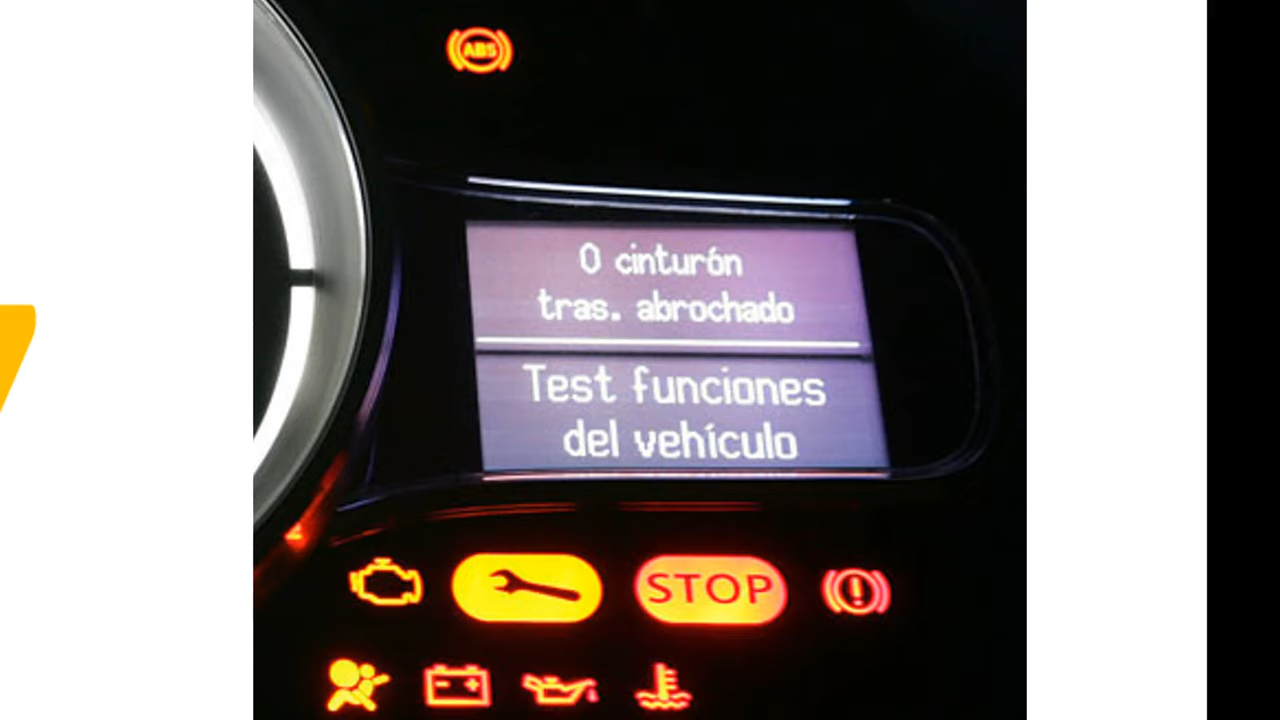 ABS
0 cinturón
tras. abrochado
Test funciones
del vehículo
STOP